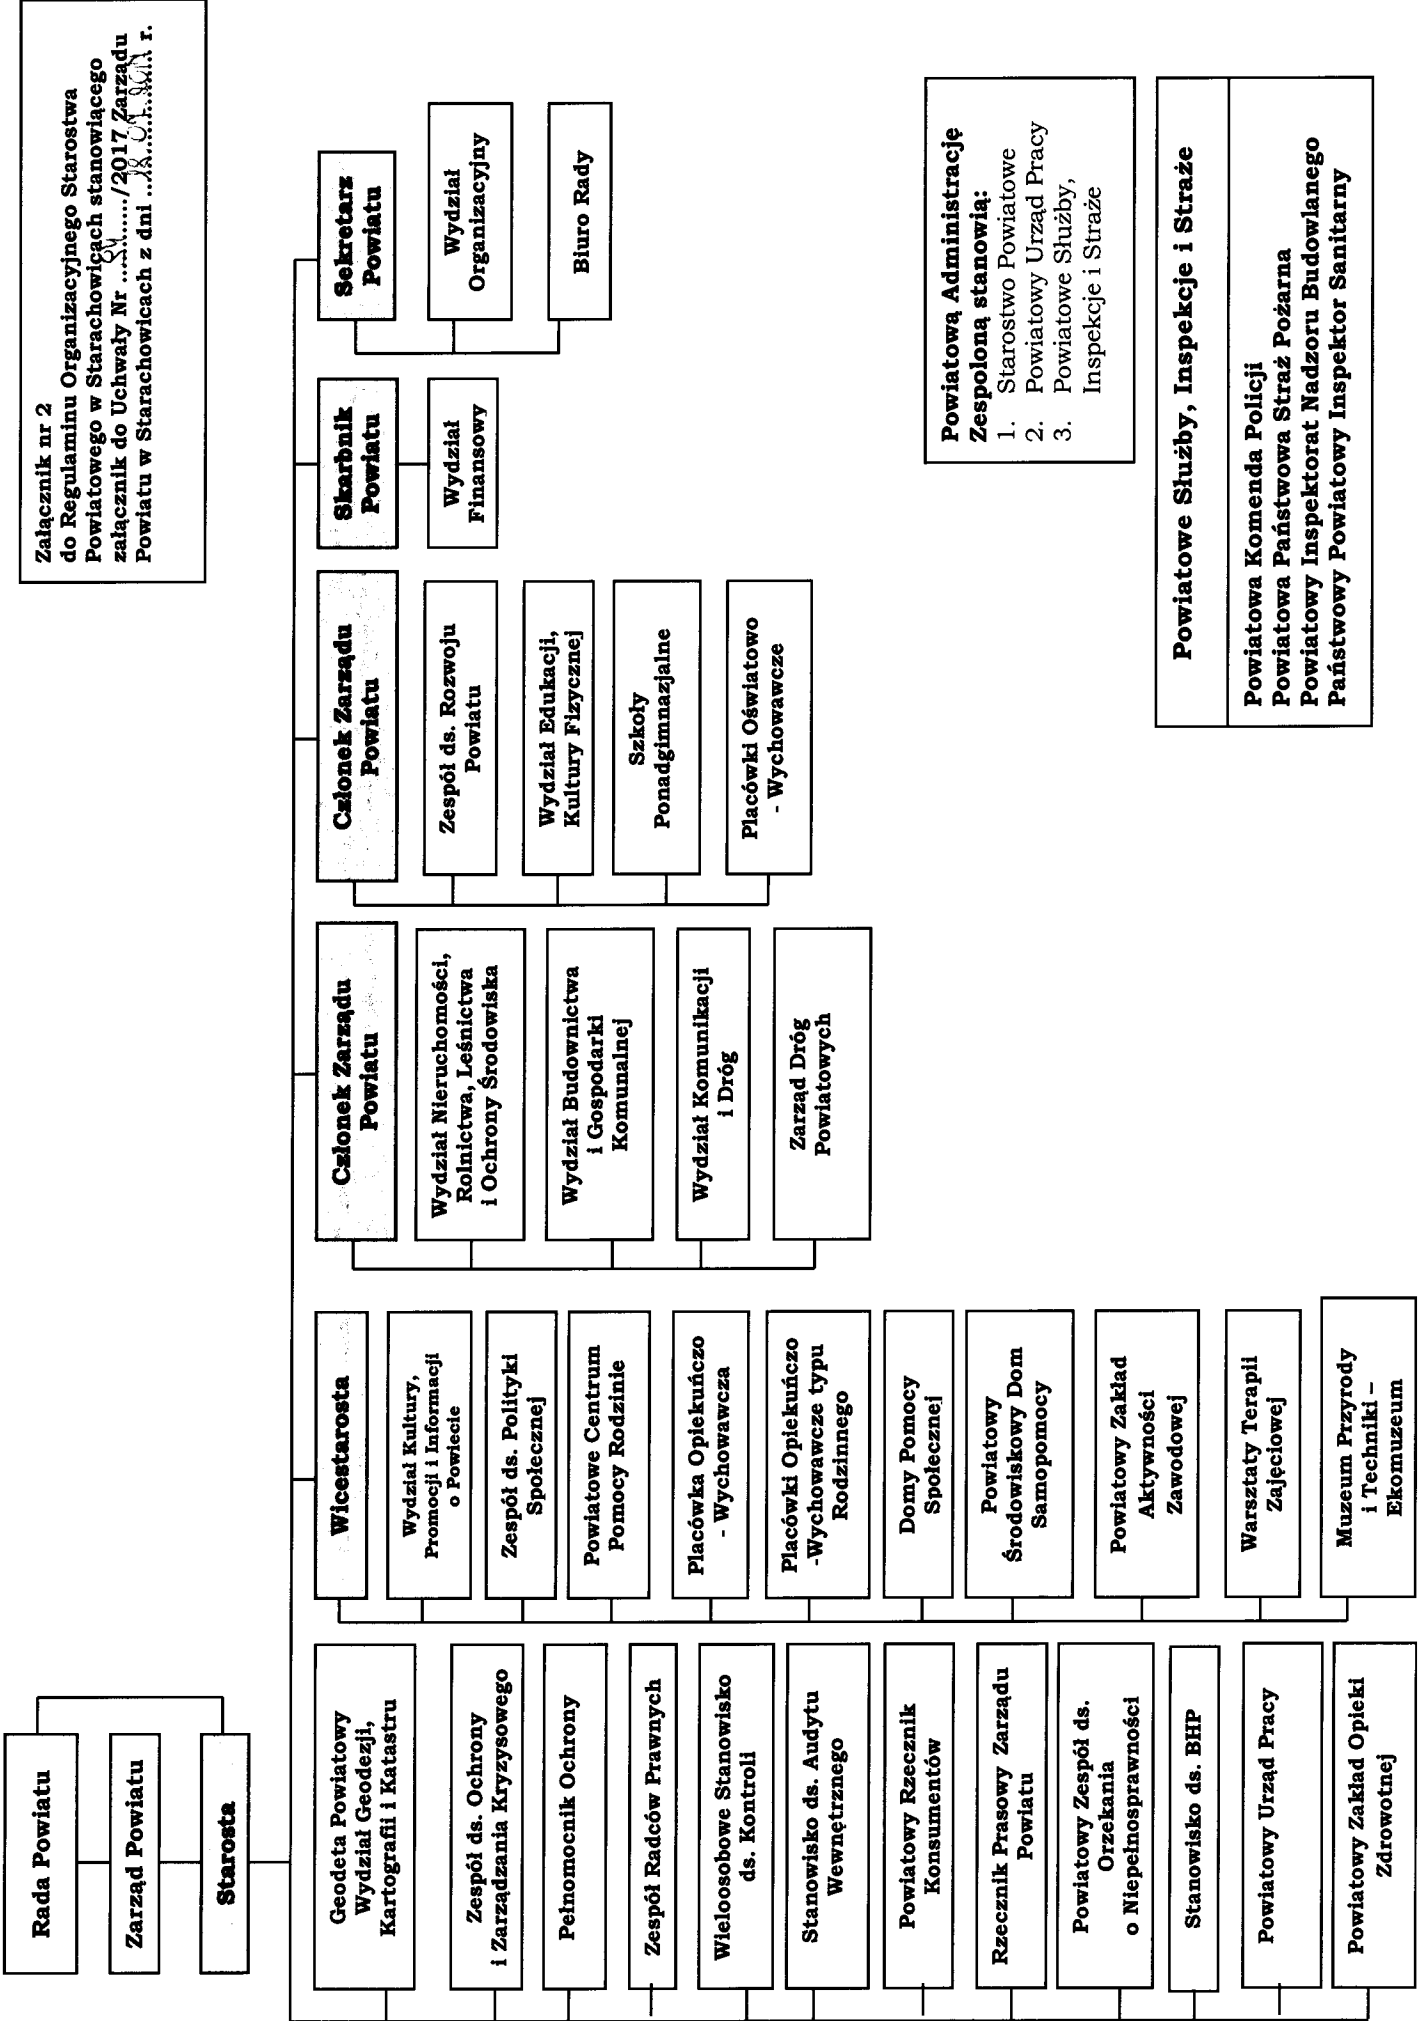 Załącznik nr 2
do Regulaminu Organizacyjnego Starostwa
Powiatowego w Starachowicach stanowiącego
załącznik do Uchwały Nr ............/2017 Zarządu
Powiatu w Starachowicach z dni .................. r.
Rada Powiatu
Zarząd Powiatu
Starosta
Geodeta Powiatowy
Wydział Geodezji,
Kartografii i Katastru
Zespół ds. Ochrony
i Zarządzania Kryzysowego
Pełnomocnik Ochrony
Zespół Radców Prawnych
Wieloosobowe Stanowisko
ds. Kontroli
Stanowisko ds. Audytu
Wewnętrznego
Powiatowy Rzecznik
Konsumentów
Rzecznik Prasowy Zarządu
Powiatu
Powiatowy Zespół ds.
Orzekania
o Niepełnosprawności
Stanowisko ds. BHP
Powiatowy Urząd Pracy
Powiatowy Zakład Opieki
Zdrowotnej
Wicestarosta
Wydział Kultury,
Promocji i Informacji
o Powiecie
Zespół ds. Polityki
Społecznej
Powiatowe Centrum
Pomocy Rodzinie
Placówka Opiekuńczo
- Wychowawcza
Placówki Opiekuńczo
-Wychowawcze typu
Rodzinnego
Domy Pomocy
Społecznej
Powiatowy
Środowiskowy Dom
Samopomocy
Powiatowy Zakład
Aktywności
Zawodowej
Warsztaty Terapii
Zajęciowej
Muzeum Przyrody
i Techniki –
Ekomuzeum
Członek Zarządu
Powiatu
Wydział Nieruchomości,
Rolnictwa, Leśnictwa
i Ochrony Środowiska
Wydział Budownictwa
i Gospodarki
Komunalnej
Wydział Komunikacji
i Dróg
Zarząd Dróg
Powiatowych
Członek Zarządu
Powiatu
Zespół ds. Rozwoju
Powiatu
Wydział Edukacji,
Kultury Fizycznej
Szkoły
Ponadgimnazjalne
Placówki Oświatowo
- Wychowawcze
Skarbnik
Powiatu
Wydział
Finansowy
Sekretarz
Powiatu
Wydział
Organizacyjny
Biuro Rady
Powiatową Administrację
Zespoloną stanowią:
1. Starostwo Powiatowe
2. Powiatowy Urząd Pracy
3. Powiatowe Służby,
Inspekcje i Straże
Powiatowe Służby, Inspekcje i Straże
Powiatowa Komenda Policji
Powiatowa Państwowa Straż Pożarna
Powiatowy Inspektorat Nadzoru Budowlanego
Państwowy Powiatowy Inspektor Sanitarny